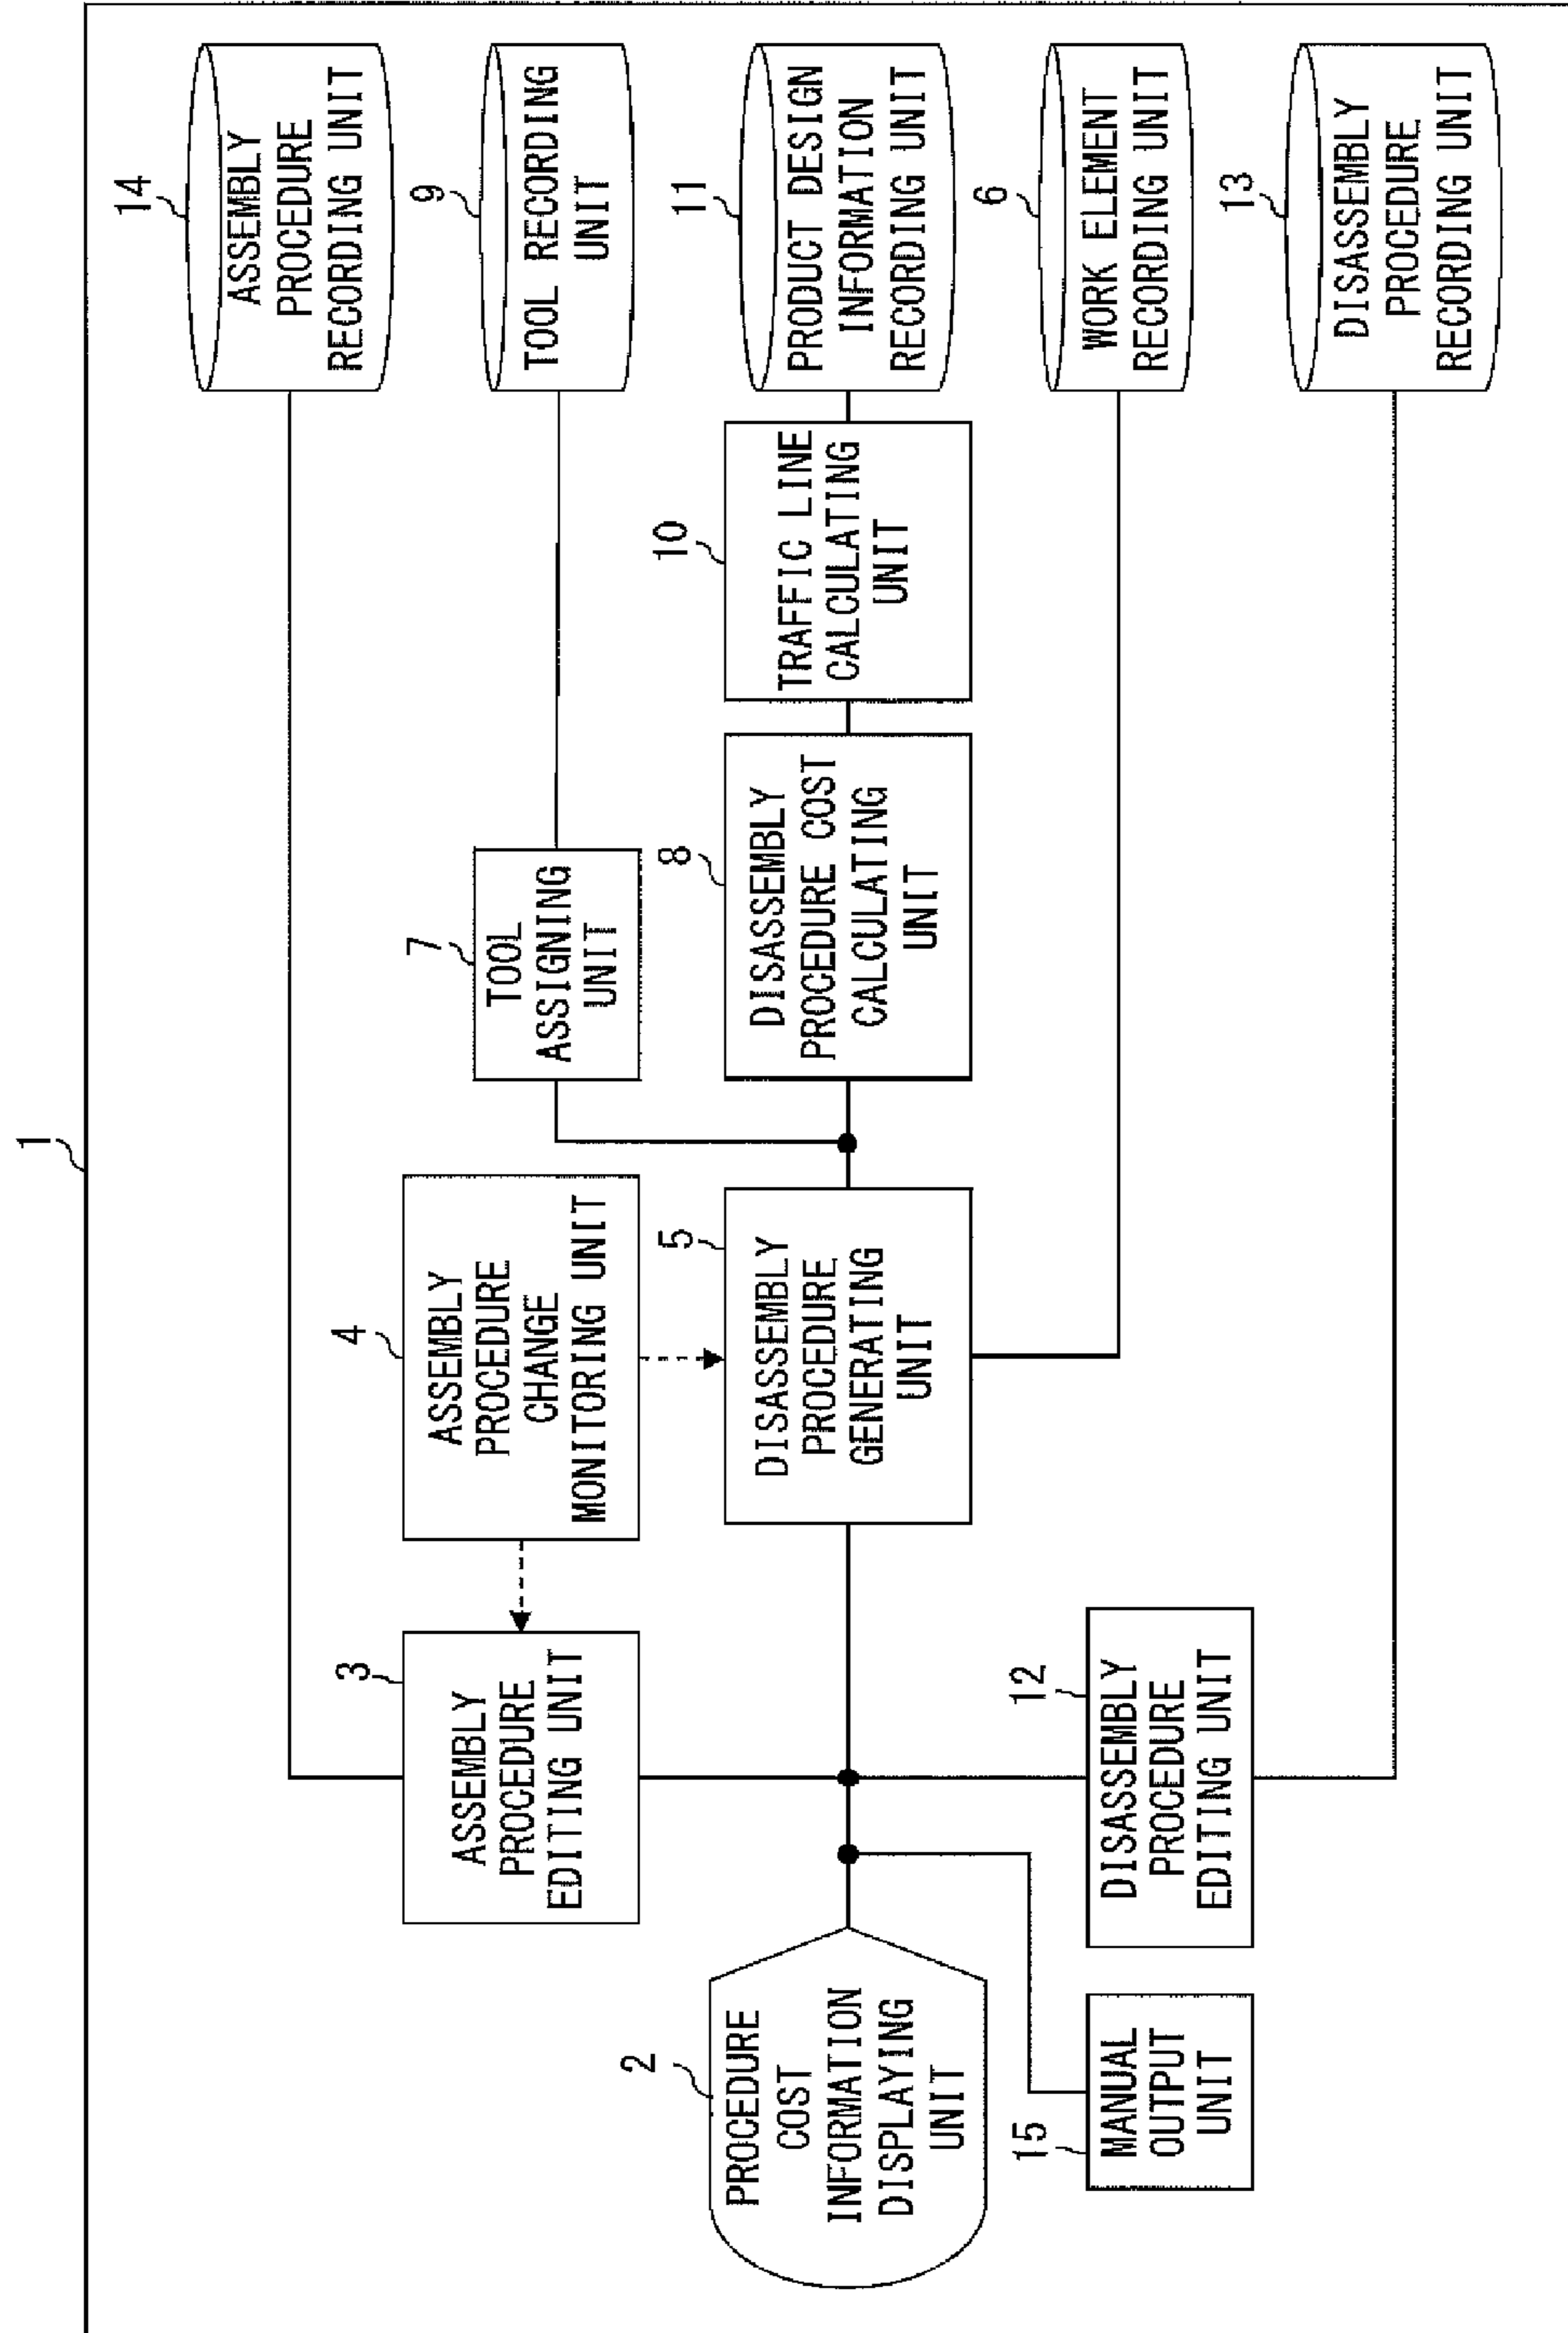 1
14
ASSEMBLY
PROCEDURE
RECORDING UNIT
9
TOOL RECORDING
UNIT
11
PRODUCT DESIGN
INFORMATION
RECORDING UNIT
6
WORK ELEMENT
RECORDING UNIT
13
DISASSEMBLY
PROCEDURE
RECORDING UNIT
10
TRAFFIC LINE
CALCULATING
UNIT
7
TOOL
ASSIGNING
UNIT
8
DISASSEMBLY
PROCEDURE COST
CALCULATING
UNIT
4
ASSEMBLY
PROCEDURE
CHANGE
MONITORING UNIT
5
DISASSEMBLY
PROCEDURE
GENERATING
UNIT
3
ASSEMBLY
PROCEDURE
EDITING UNIT
12
DISASSEMBLY
PROCEDURE
EDITING UNIT
2
PROCEDURE
COST
INFORMATION
DISPLAYING
UNIT
15
MANUAL
OUTPUT
UNIT